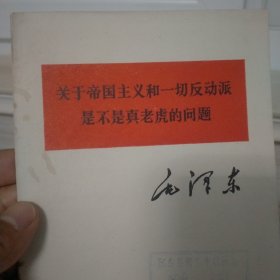 关于帝国主义和一切反动派
是不是真老虎的问题
毛泽东